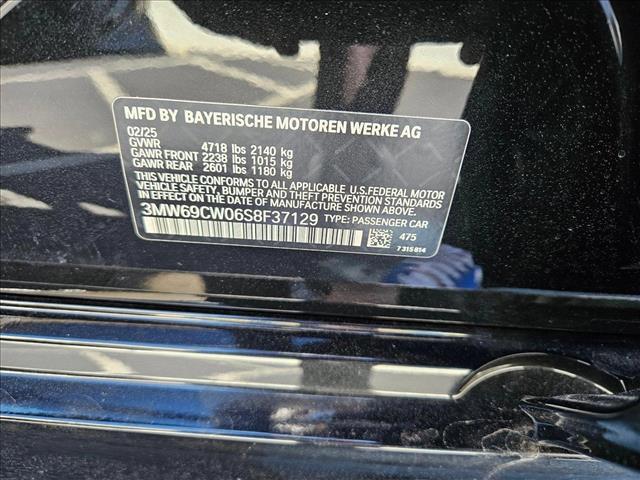 MFD BY BAYERISCHE MOTOREN WERKE AG
02/25
GVWR 4718 lbs 2140 kg
GAWR FRONT 2238 lbs 1015 kg
GAWR REAR 2601 lbs 1180 kg
THIS VEHICLE CONFORMS TO ALL APPLICABLE U.S.FEDERAL MOTOR
VEHICLE SAFETY, BUMPER AND THEFT PREVENTION STANDARDS
IN EFFECT ON THE DATE OF MANUFACTURE SHOWN ABOVE.
3MW69CW06S8F37129 TYPE: PASSENGER CAR
475
7 315 814